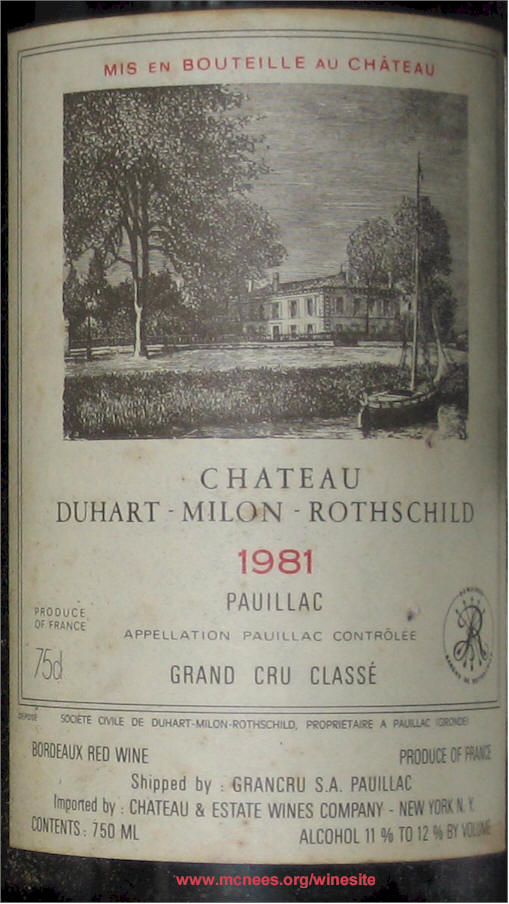 MIS EN BOUTEILLE AU CHÂTEAU
CHATEAU
DUHART - MILON - ROTHSCHILD
1981
PAUILLAC
PRODUCE
OF FRANCE
APPELLATION PAUILLAC CONTRÔLÉE
75cl
GRAND CRU CLASSÉ
DÉPOSÉ
SOCIÉTÉ CIVILE DE DUHART-MILON-ROTHSCHILD, PROPRIETAIRE A PAUILLAC (GIRONDE)
BORDEAUX RED WINE
PRODUCE OF FRANCE
Shipped by : GRANCRU S.A. PAUILLAC
Imported by : CHATEAU & ESTATE WINES COMPANY - NEW YORK N.Y.
CONTENTS : 750 ML
ALCOHOL 11 % TO 12 % BY VOLUME
www.mcnees.org/winesite